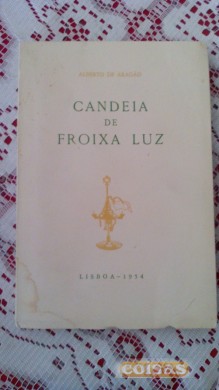 CANDEIA
DE
FROIXA LUZ
LISBOA - 1954
coisas